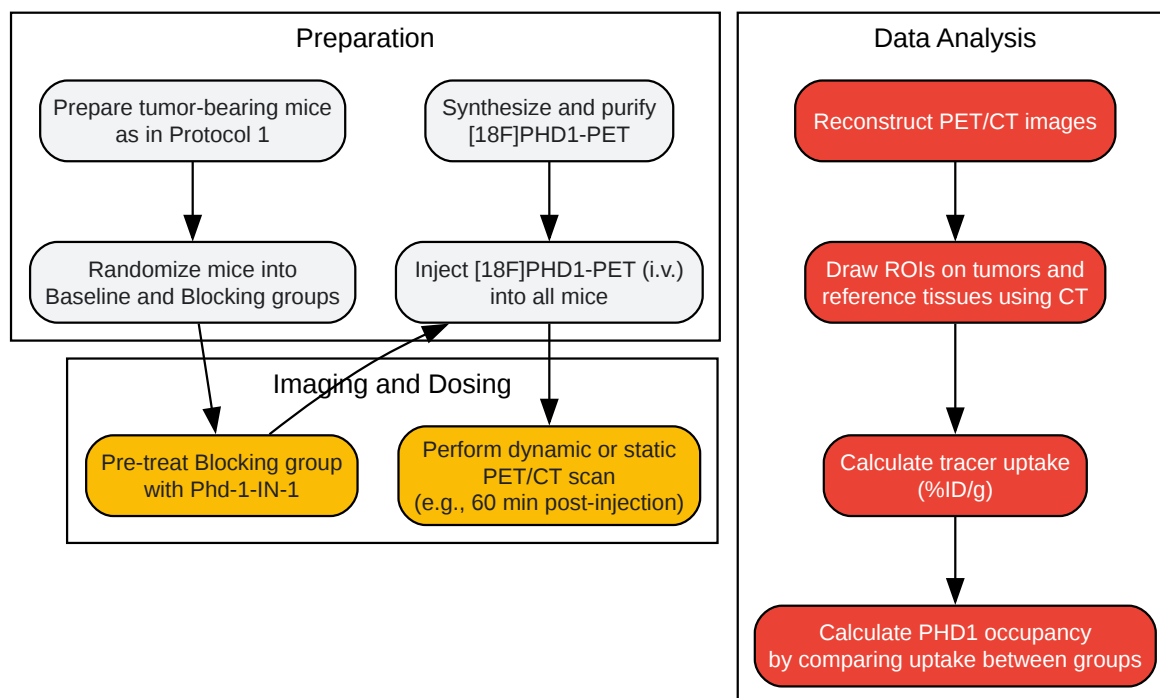 Preparation
Prepare tumor-bearing mice
as in Protocol 1
Synthesize and purify
[18F]PHD1-PET
Randomize mice into
Baseline and Blocking groups
Inject [18F]PHD1-PET (i.v.)
into all mice
Imaging and Dosing
Pre-treat Blocking group
with Phd-1-IN-1
Perform dynamic or static
PET/CT scan
(e.g., 60 min post-injection)
Data Analysis
Reconstruct PET/CT images
Draw ROIs on tumors and
reference tissues using CT
Calculate tracer uptake
(%ID/g)
Calculate PHD1 occupancy
by comparing uptake between groups